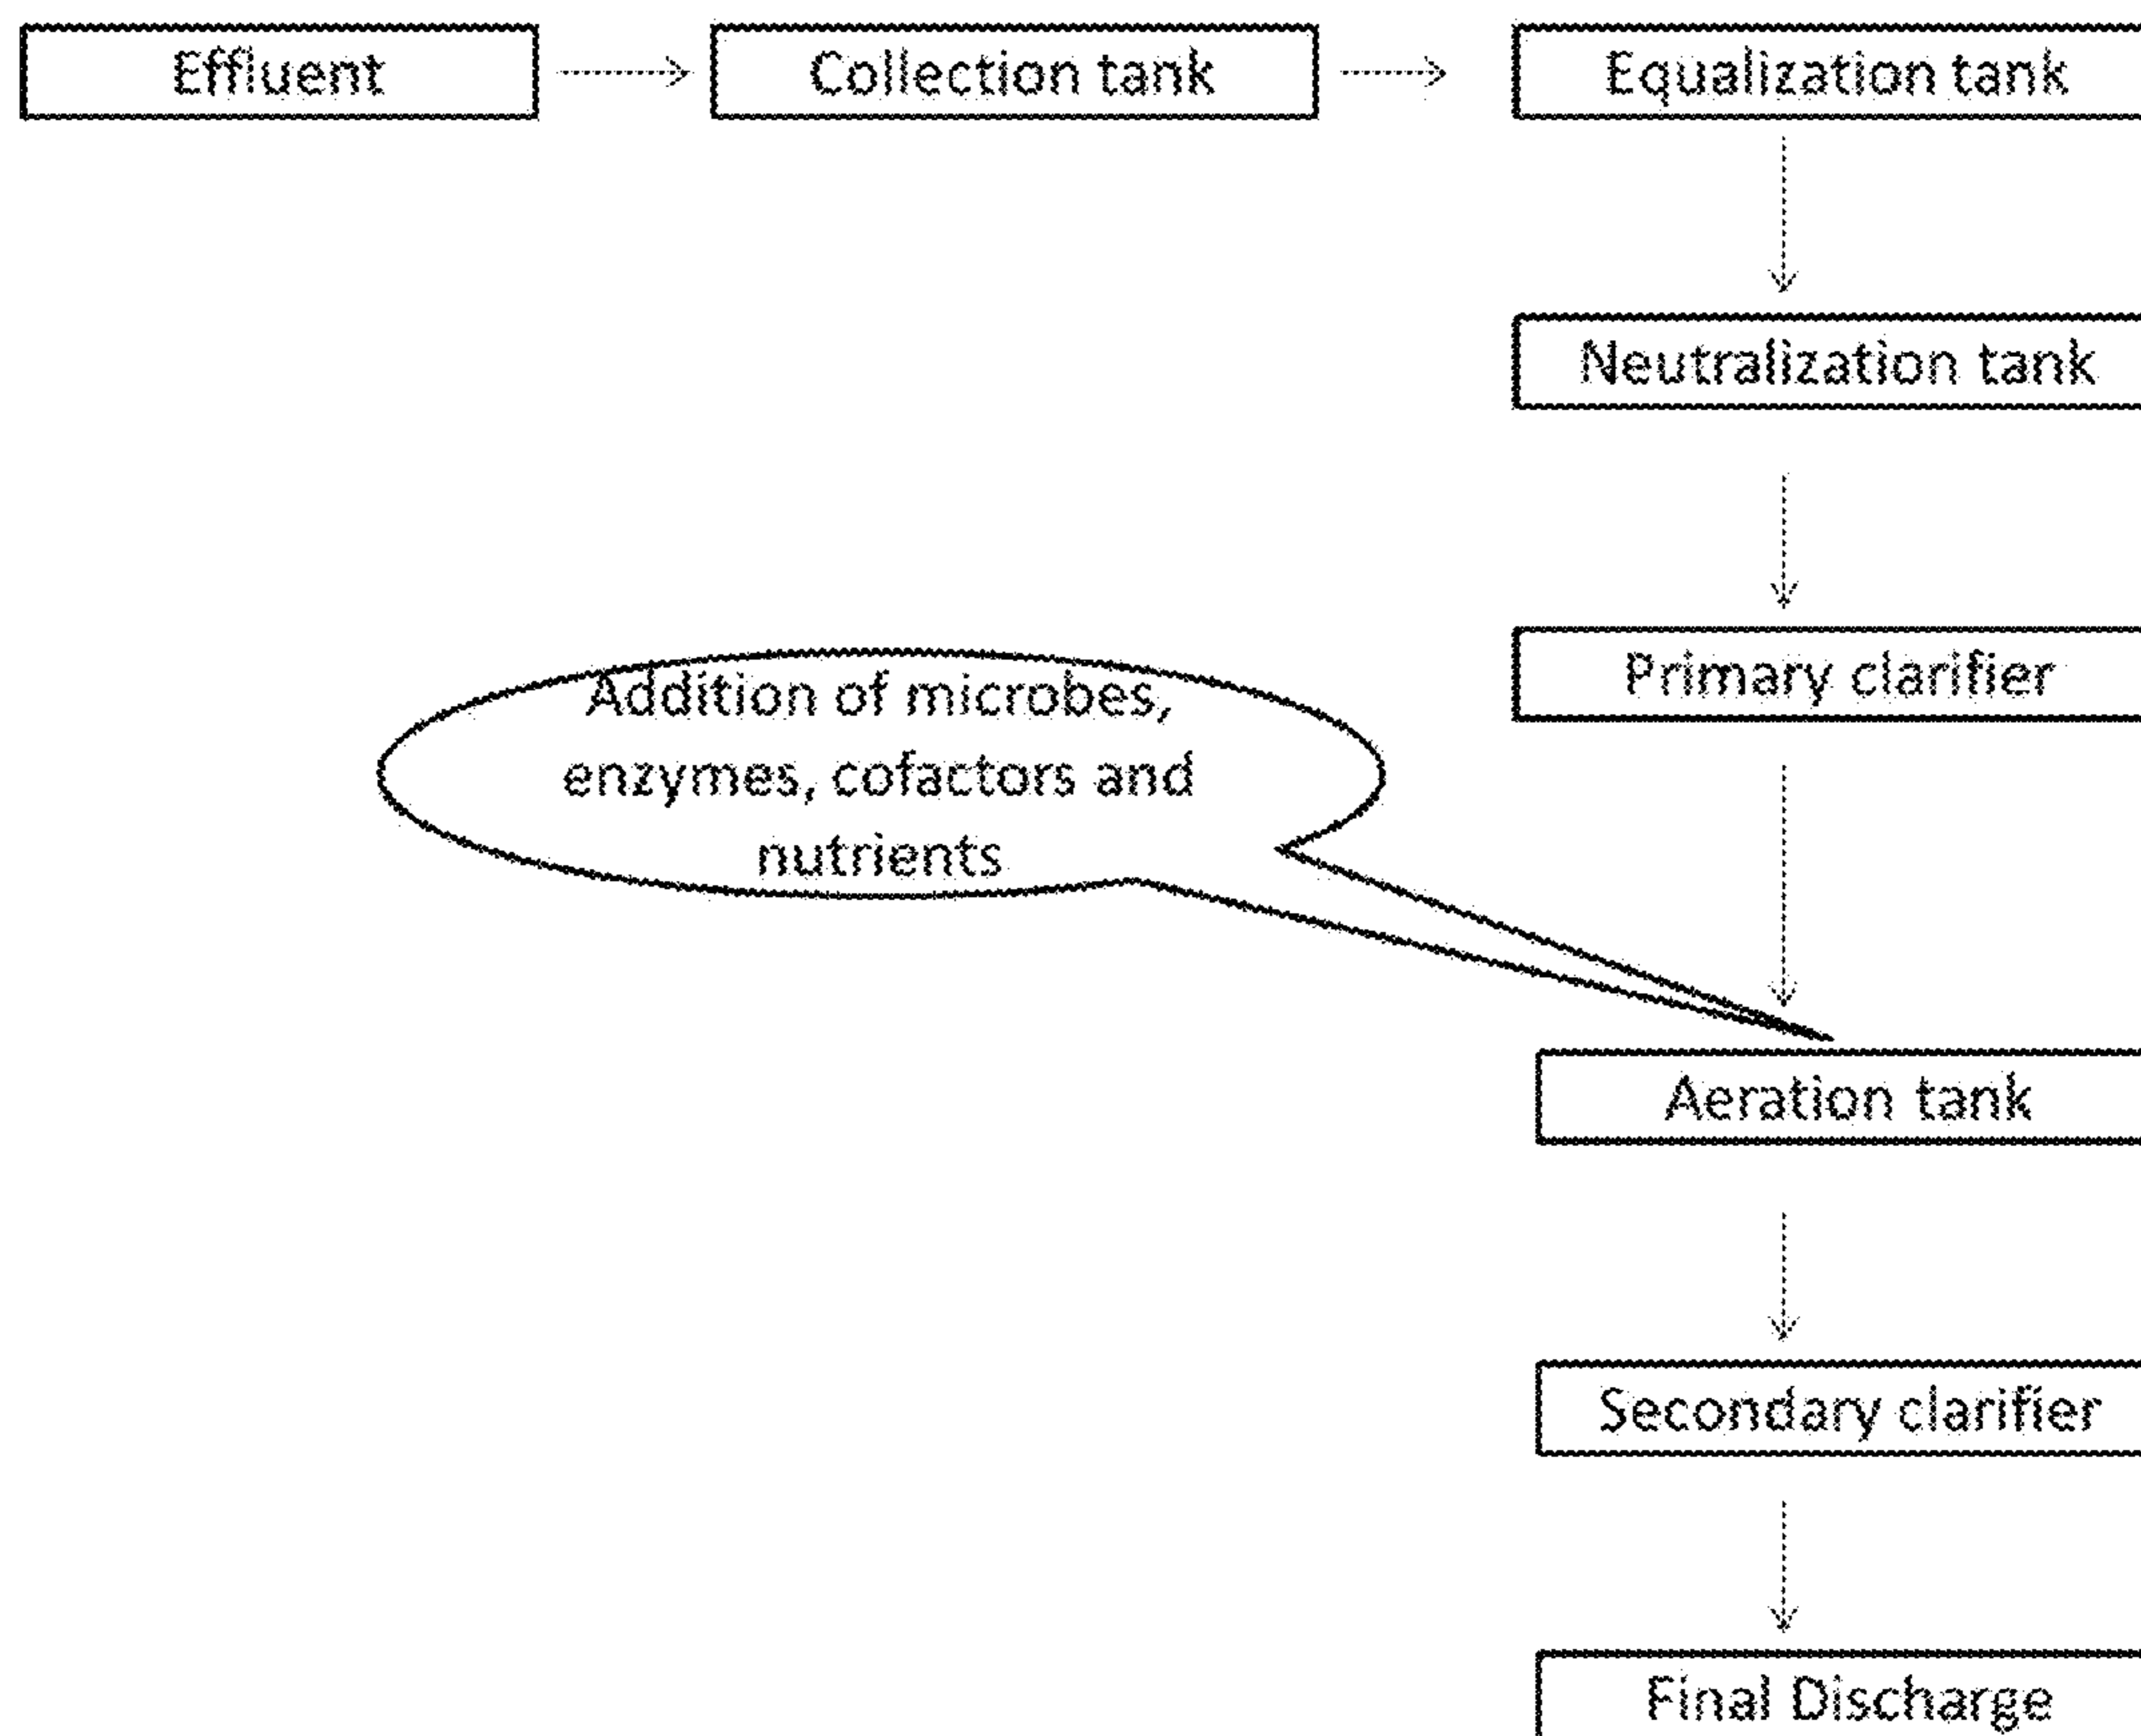 Effluent
Collection tank
Equalization tank
Neutralization tank
Primary clarifier
Addition of microbes,
enzymes, cofactors and
nutrients
Aeration tank
Secondary clarifier
Final Discharge